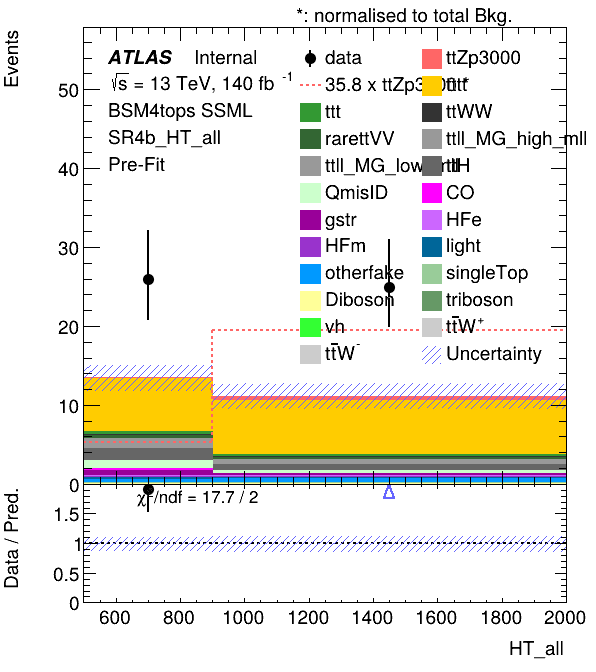 *: normalised to total Bkg.
Events
ATLAS Internal
√s = 13 TeV, 140 fb⁻¹
BSM4tops SSML
SR4b_HT_all
Pre-Fit
data
ttZp3000
35.8 x ttZp3000*
tttt
ttt
ttWW
rarettVV
ttll_MG_high_mll
ttll_MG_low_mll
ttH
QmisID
CO
gstr
HFe
HFm
light
otherfake
singleTop
Diboson
triboson
vh
tt̄W⁺
tt̄W⁻
Uncertainty
50
40
30
20
10
0
χ²/ndf = 17.7 / 2
Data / Pred.
1.5
1
0.5
0
600 800 1000 1200 1400 1600 1800 2000
HT_all